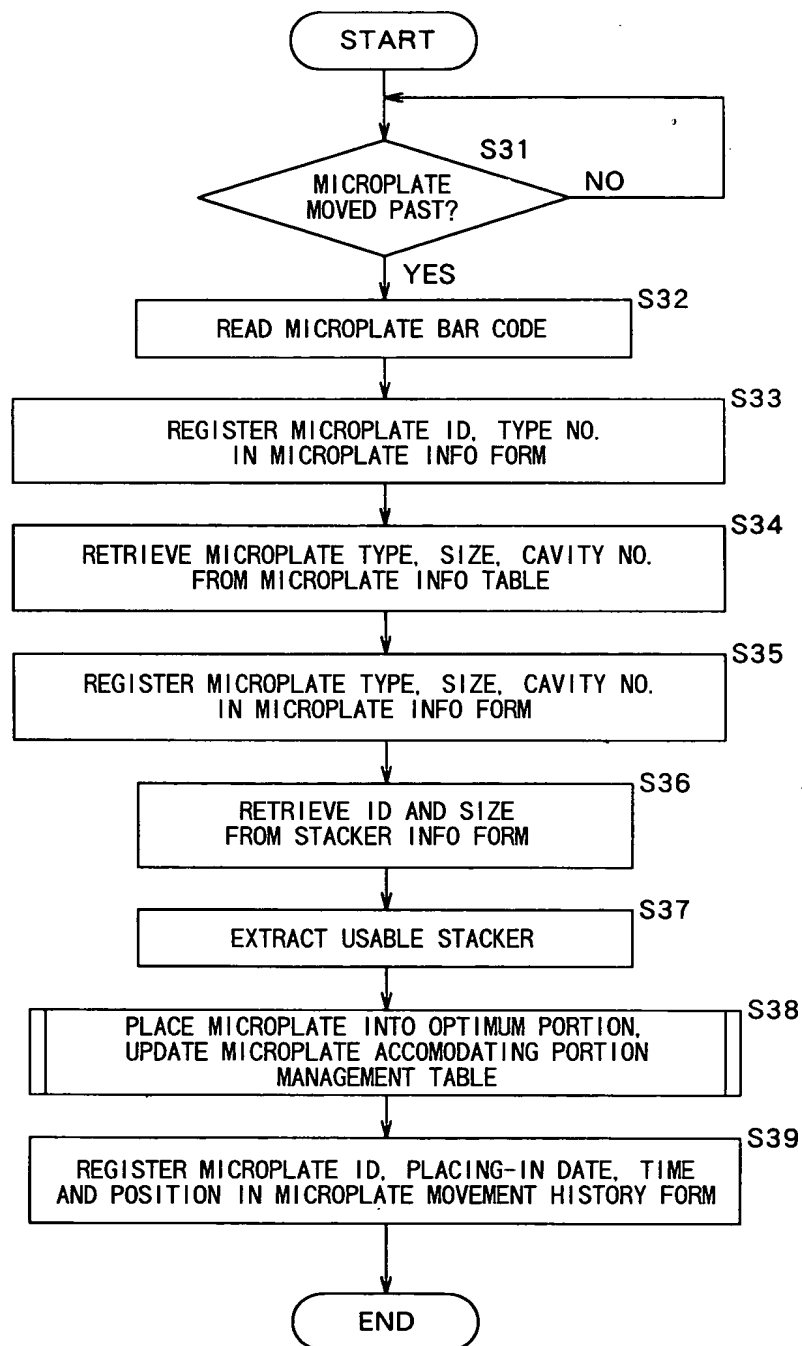 START
S31
MICROPLATE
MOVED PAST?
NO
YES
S32
READ MICROPLATE BAR CODE
S33
REGISTER MICROPLATE ID, TYPE NO.
IN MICROPLATE INFO FORM
S34
RETRIEVE MICROPLATE TYPE, SIZE, CAVITY NO.
FROM MICROPLATE INFO TABLE
S35
REGISTER MICROPLATE TYPE, SIZE, CAVITY NO.
IN MICROPLATE INFO FORM
S36
RETRIEVE ID AND SIZE
FROM STACKER INFO FORM
S37
EXTRACT USABLE STACKER
S38
PLACE MICROPLATE INTO OPTIMUM PORTION,
UPDATE MICROPLATE ACCOMODATING PORTION
MANAGEMENT TABLE
S39
REGISTER MICROPLATE ID, PLACING-IN DATE, TIME
AND POSITION IN MICROPLATE MOVEMENT HISTORY FORM
END